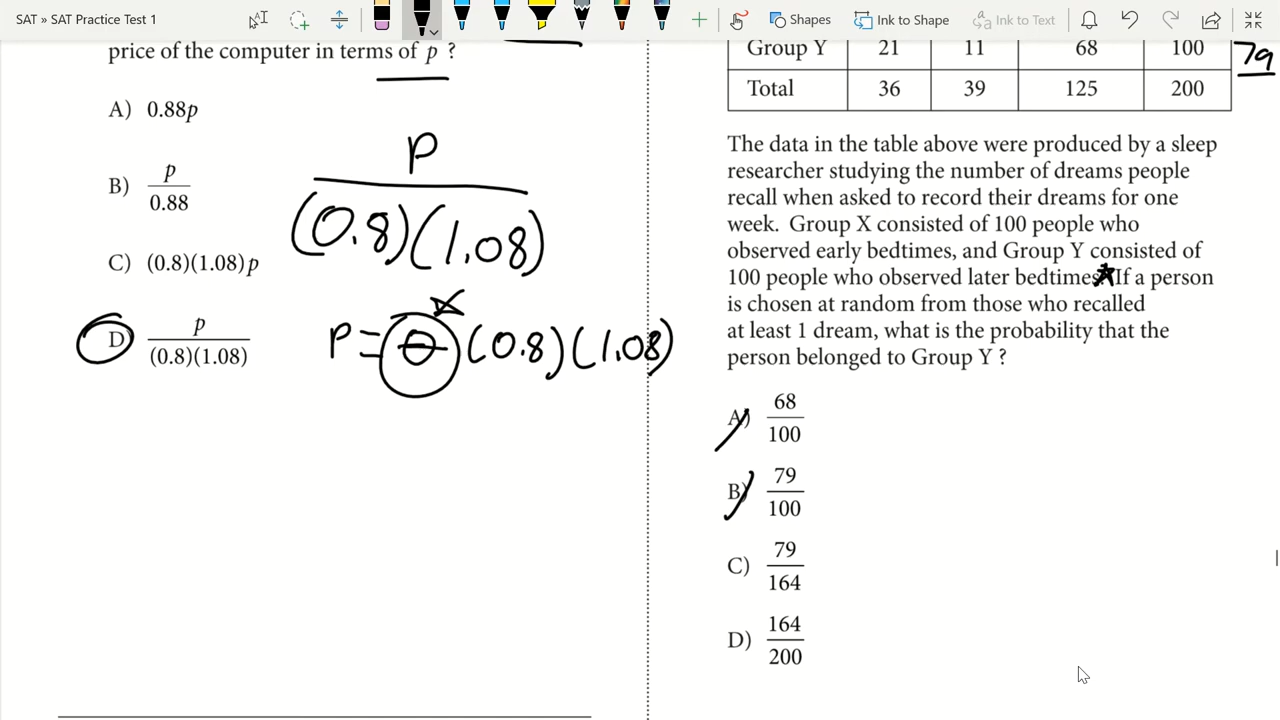 SAT » SAT Practice Test 1
Shapes
Ink to Shape
Ink to Text
price of the computer in terms of p ?
A) 0.88p
B) p
0.88
C) (0.8)(1.08)p
D) p
(0.8)(1.08)
P
(0.8)(1.08)
P=θ(0.8)(1.08)
Group Y 21 11 68 100
79
Total 36 39 125 200
The data in the table above were produced by a sleep
researcher studying the number of dreams people
recall when asked to record their dreams for one
week. Group X consisted of 100 people who
observed early bedtimes, and Group Y consisted of
100 people who observed later bedtimes. If a person
is chosen at random from those who recalled
at least 1 dream, what is the probability that the
person belonged to Group Y ?
A) 68
100
B) 79
100
C) 79
164
D) 164
200